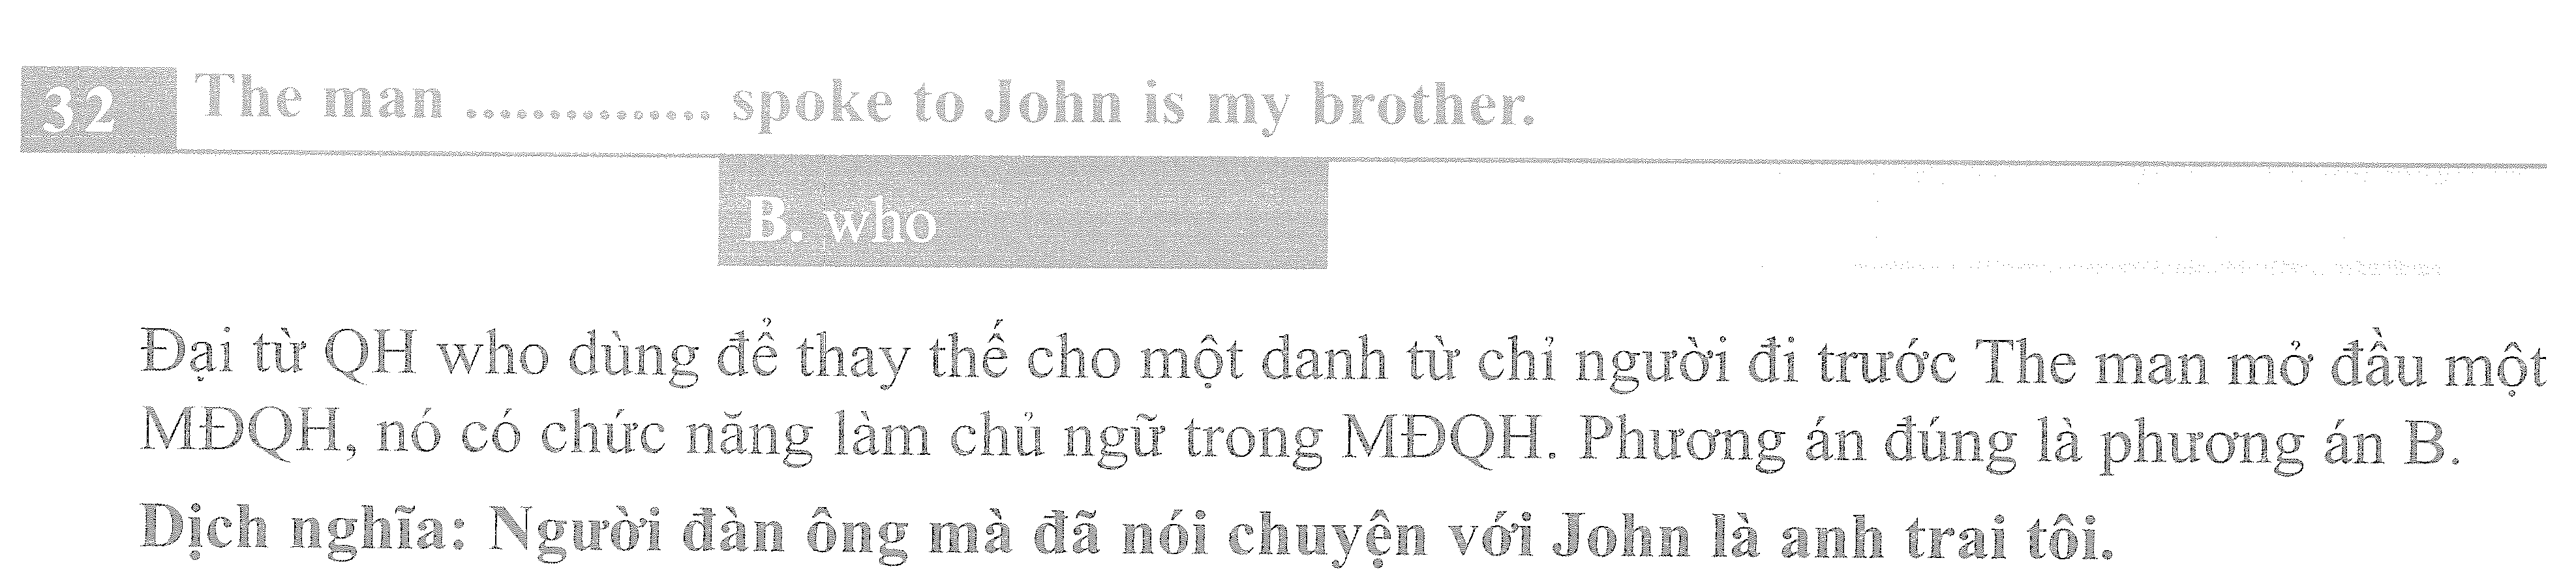 32 The man ............... spoke to John is my brother.
B. who
Đại từ QH who dùng để thay thế cho một danh từ chỉ người đi trước The man mở đầu một
MĐQH, nó có chức năng làm chủ ngữ trong MĐQH. Phương án đúng là phương án B.
Dịch nghĩa: Người đàn ông mà đã nói chuyện với John là anh trai tôi.